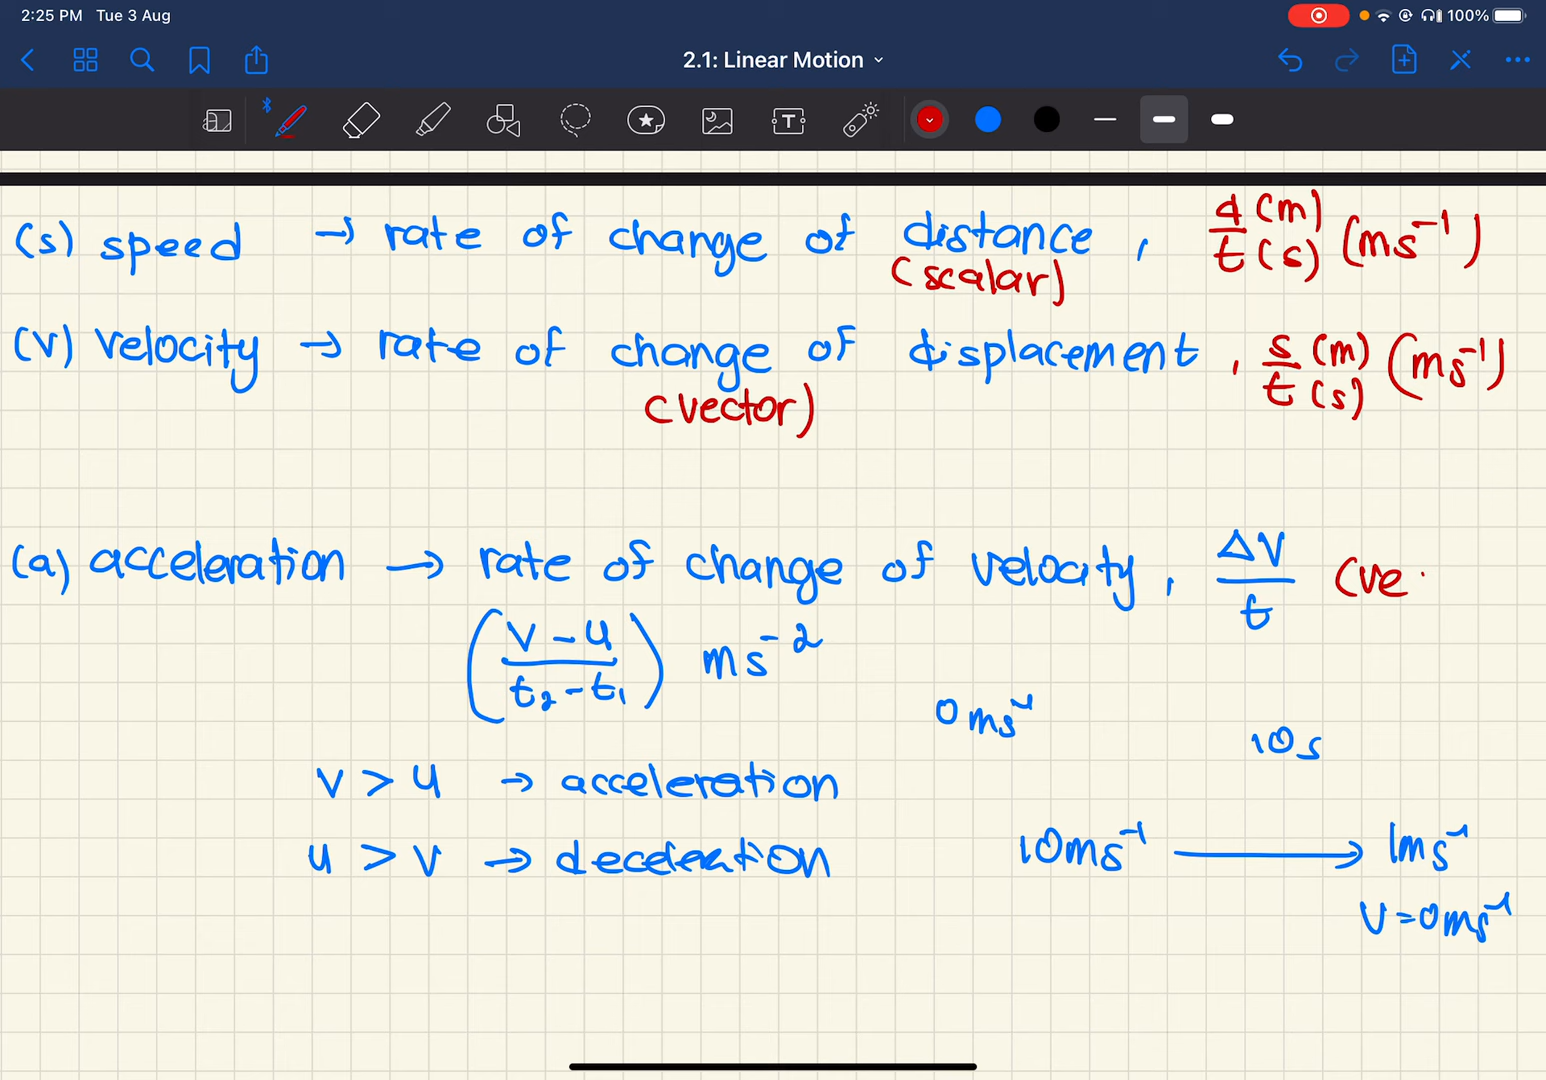 2:25 PM Tue 3 Aug
100%
2.1: Linear Motion
(s) speed → rate of change of distance, d (m) / t (s) (ms⁻¹)
(scalar)
(v) velocity → rate of change of displacement, s (m) / t (s) (ms⁻¹)
(vector)
(a) acceleration → rate of change of velocity, ΔV / t (ve
(v - u / t₂ - t₁) ms⁻²
0 ms⁻¹
10s
v > u → acceleration
10ms⁻¹ → 1ms⁻¹
u > v → deceleration
V = 0ms⁻¹